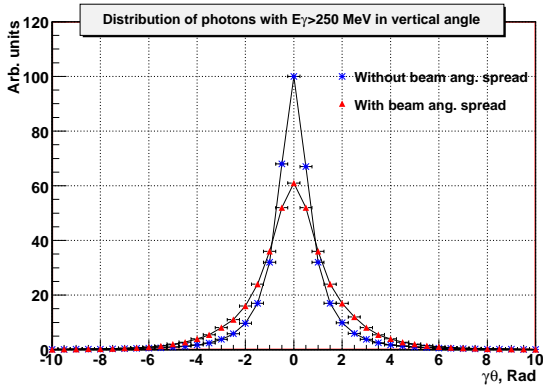 Distribution of photons with Eγ>250 MeV in vertical angle
Arb. units
120
100
80
60
40
20
0
Without beam ang. spread
With beam ang. spread
-10 -8 -6 -4 -2 0 2 4 6 8 10
γθ, Rad